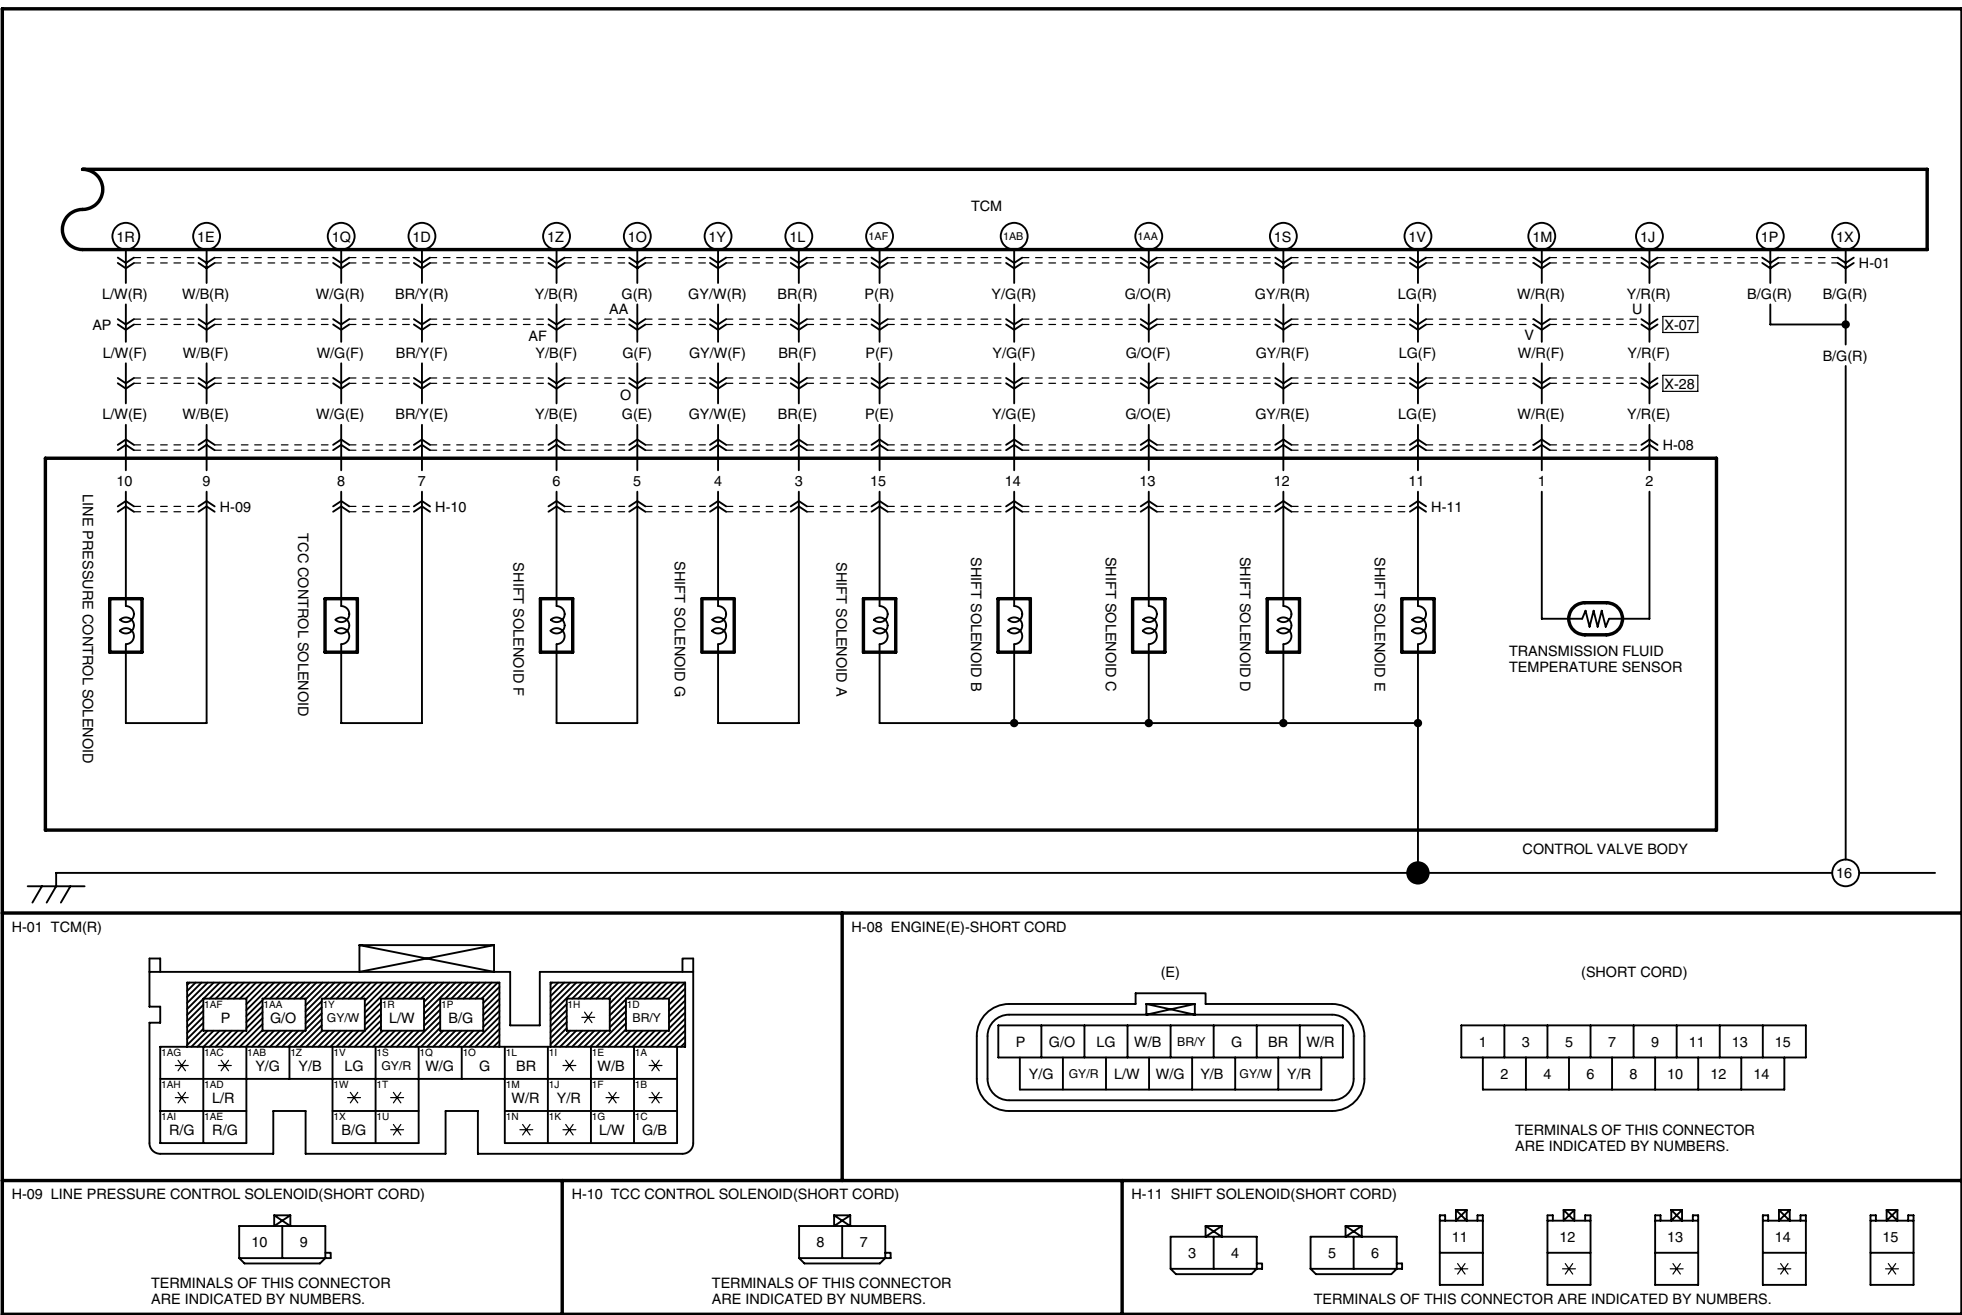 TCM
1R 1E 1Q 1D 1Z 1O 1Y 1L 1AF 1AB 1AA 1S 1V 1M 1J 1P 1X
H-01
L/W(R) W/B(R) W/G(R) BR/Y(R) Y/B(R) G(R) GY/W(R) BR(R) P(R) Y/G(R) G/O(R) GY/R(R) LG(R) W/R(R) Y/R(R) B/G(R) B/G(R)
AA U
AP X-07
AF V
L/W(F) W/B(F) W/G(F) BR/Y(F) Y/B(F) G(F) GY/W(F) BR(F) P(F) Y/G(F) G/O(F) GY/R(F) LG(F) W/R(F) Y/R(F) B/G(R)
X-28
O
L/W(E) W/B(E) W/G(E) BR/Y(E) Y/B(E) G(E) GY/W(E) BR(E) P(E) Y/G(E) G/O(E) GY/R(E) LG(E) W/R(E) Y/R(E)
H-08
10 9 8 7 6 5 4 3 15 14 13 12 11 1 2
H-09 H-10 H-11
LINE PRESSURE CONTROL SOLENOID
TCC CONTROL SOLENOID
SHIFT SOLENOID F
SHIFT SOLENOID G
SHIFT SOLENOID A
SHIFT SOLENOID B
SHIFT SOLENOID C
SHIFT SOLENOID D
SHIFT SOLENOID E
TRANSMISSION FLUID
TEMPERATURE SENSOR
CONTROL VALVE BODY
16
H-01 TCM(R)
1AF 1AA 1Y 1R 1P 1H 1D
P G/O GY/W L/W B/G * BR/Y
1AG 1AC 1AB 1Z 1V 1S 1Q 1O 1L 1I 1E 1A
* * Y/G Y/B LG GY/R W/G G BR * W/B *
1AH 1AD 1W 1T 1M 1J 1F 1B
* L/R * * W/R Y/R * *
1AI 1AE 1X 1U 1N 1K 1G 1C
R/G R/G B/G * * * L/W G/B
H-08 ENGINE(E)-SHORT CORD
(E)
P G/O LG W/B BR/Y G BR W/R
Y/G GY/R L/W W/G Y/B GY/W Y/R
(SHORT CORD)
1 3 5 7 9 11 13 15
2 4 6 8 10 12 14
TERMINALS OF THIS CONNECTOR
ARE INDICATED BY NUMBERS.
H-09 LINE PRESSURE CONTROL SOLENOID(SHORT CORD)
10 9
TERMINALS OF THIS CONNECTOR
ARE INDICATED BY NUMBERS.
H-10 TCC CONTROL SOLENOID(SHORT CORD)
8 7
TERMINALS OF THIS CONNECTOR
ARE INDICATED BY NUMBERS.
H-11 SHIFT SOLENOID(SHORT CORD)
3 4 5 6 11 12 13 14 15
* * * * *
TERMINALS OF THIS CONNECTOR ARE INDICATED BY NUMBERS.